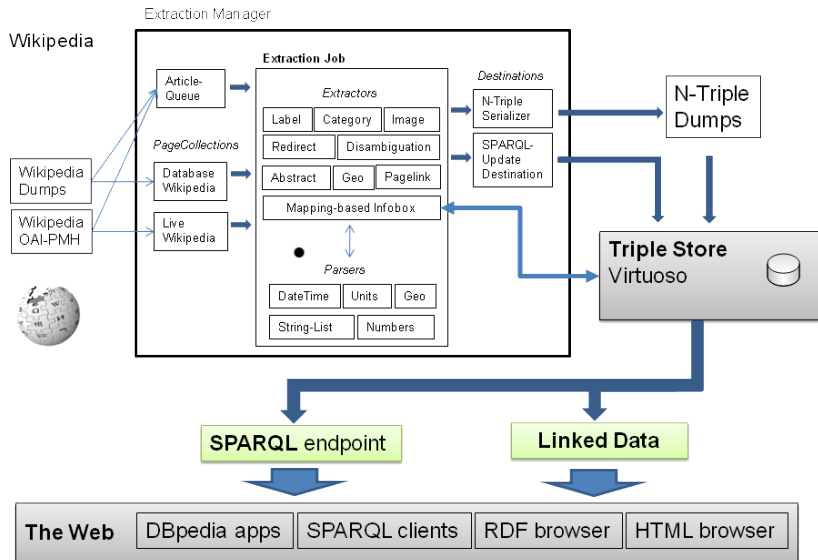 Extraction Manager
Wikipedia
Extraction Job
Article-
Queue
Extractors
Destinations
N-Triple
Serializer
N-Triple
Dumps
Label
Category
Image
Redirect
Disambiguation
SPARQL-
Update
Destination
PageCollections
Wikipedia
Dumps
Database
Wikipedia
Abstract
Geo
Pagelink
Mapping-based Infobox
Wikipedia
OAI-PMH
Live
Wikipedia
Triple Store
Virtuoso
Parsers
DateTime
Units
Geo
String-List
Numbers
SPARQL endpoint
Linked Data
The Web
DBpedia apps
SPARQL clients
RDF browser
HTML browser